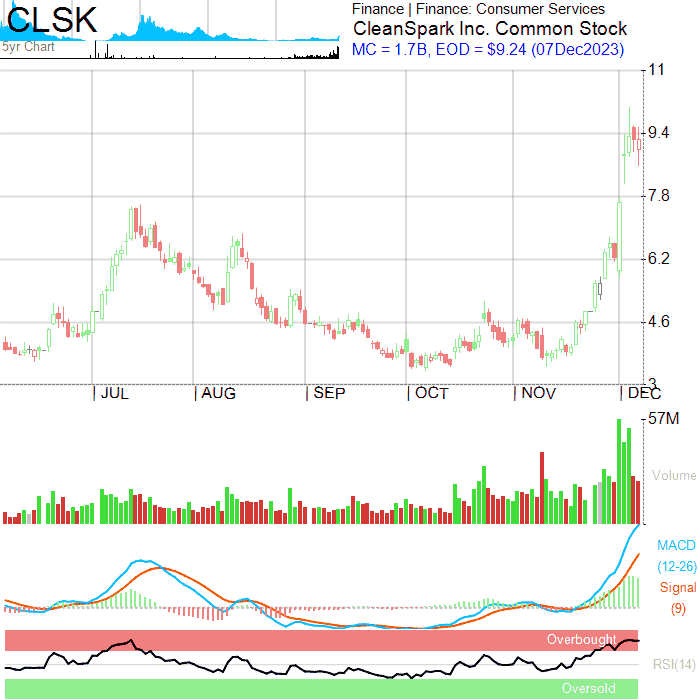 CLSK
5yr Chart
Finance | Finance: Consumer Services
CleanSpark Inc. Common Stock
MC = 1.7B, EOD = $9.24 (07Dec2023)
11
9.4
7.8
6.2
4.6
3
JUL
AUG
SEP
OCT
NOV
DEC
57M
Volume
MACD
(12-26)
Signal
(9)
Overbought
RSI(14)
Oversold